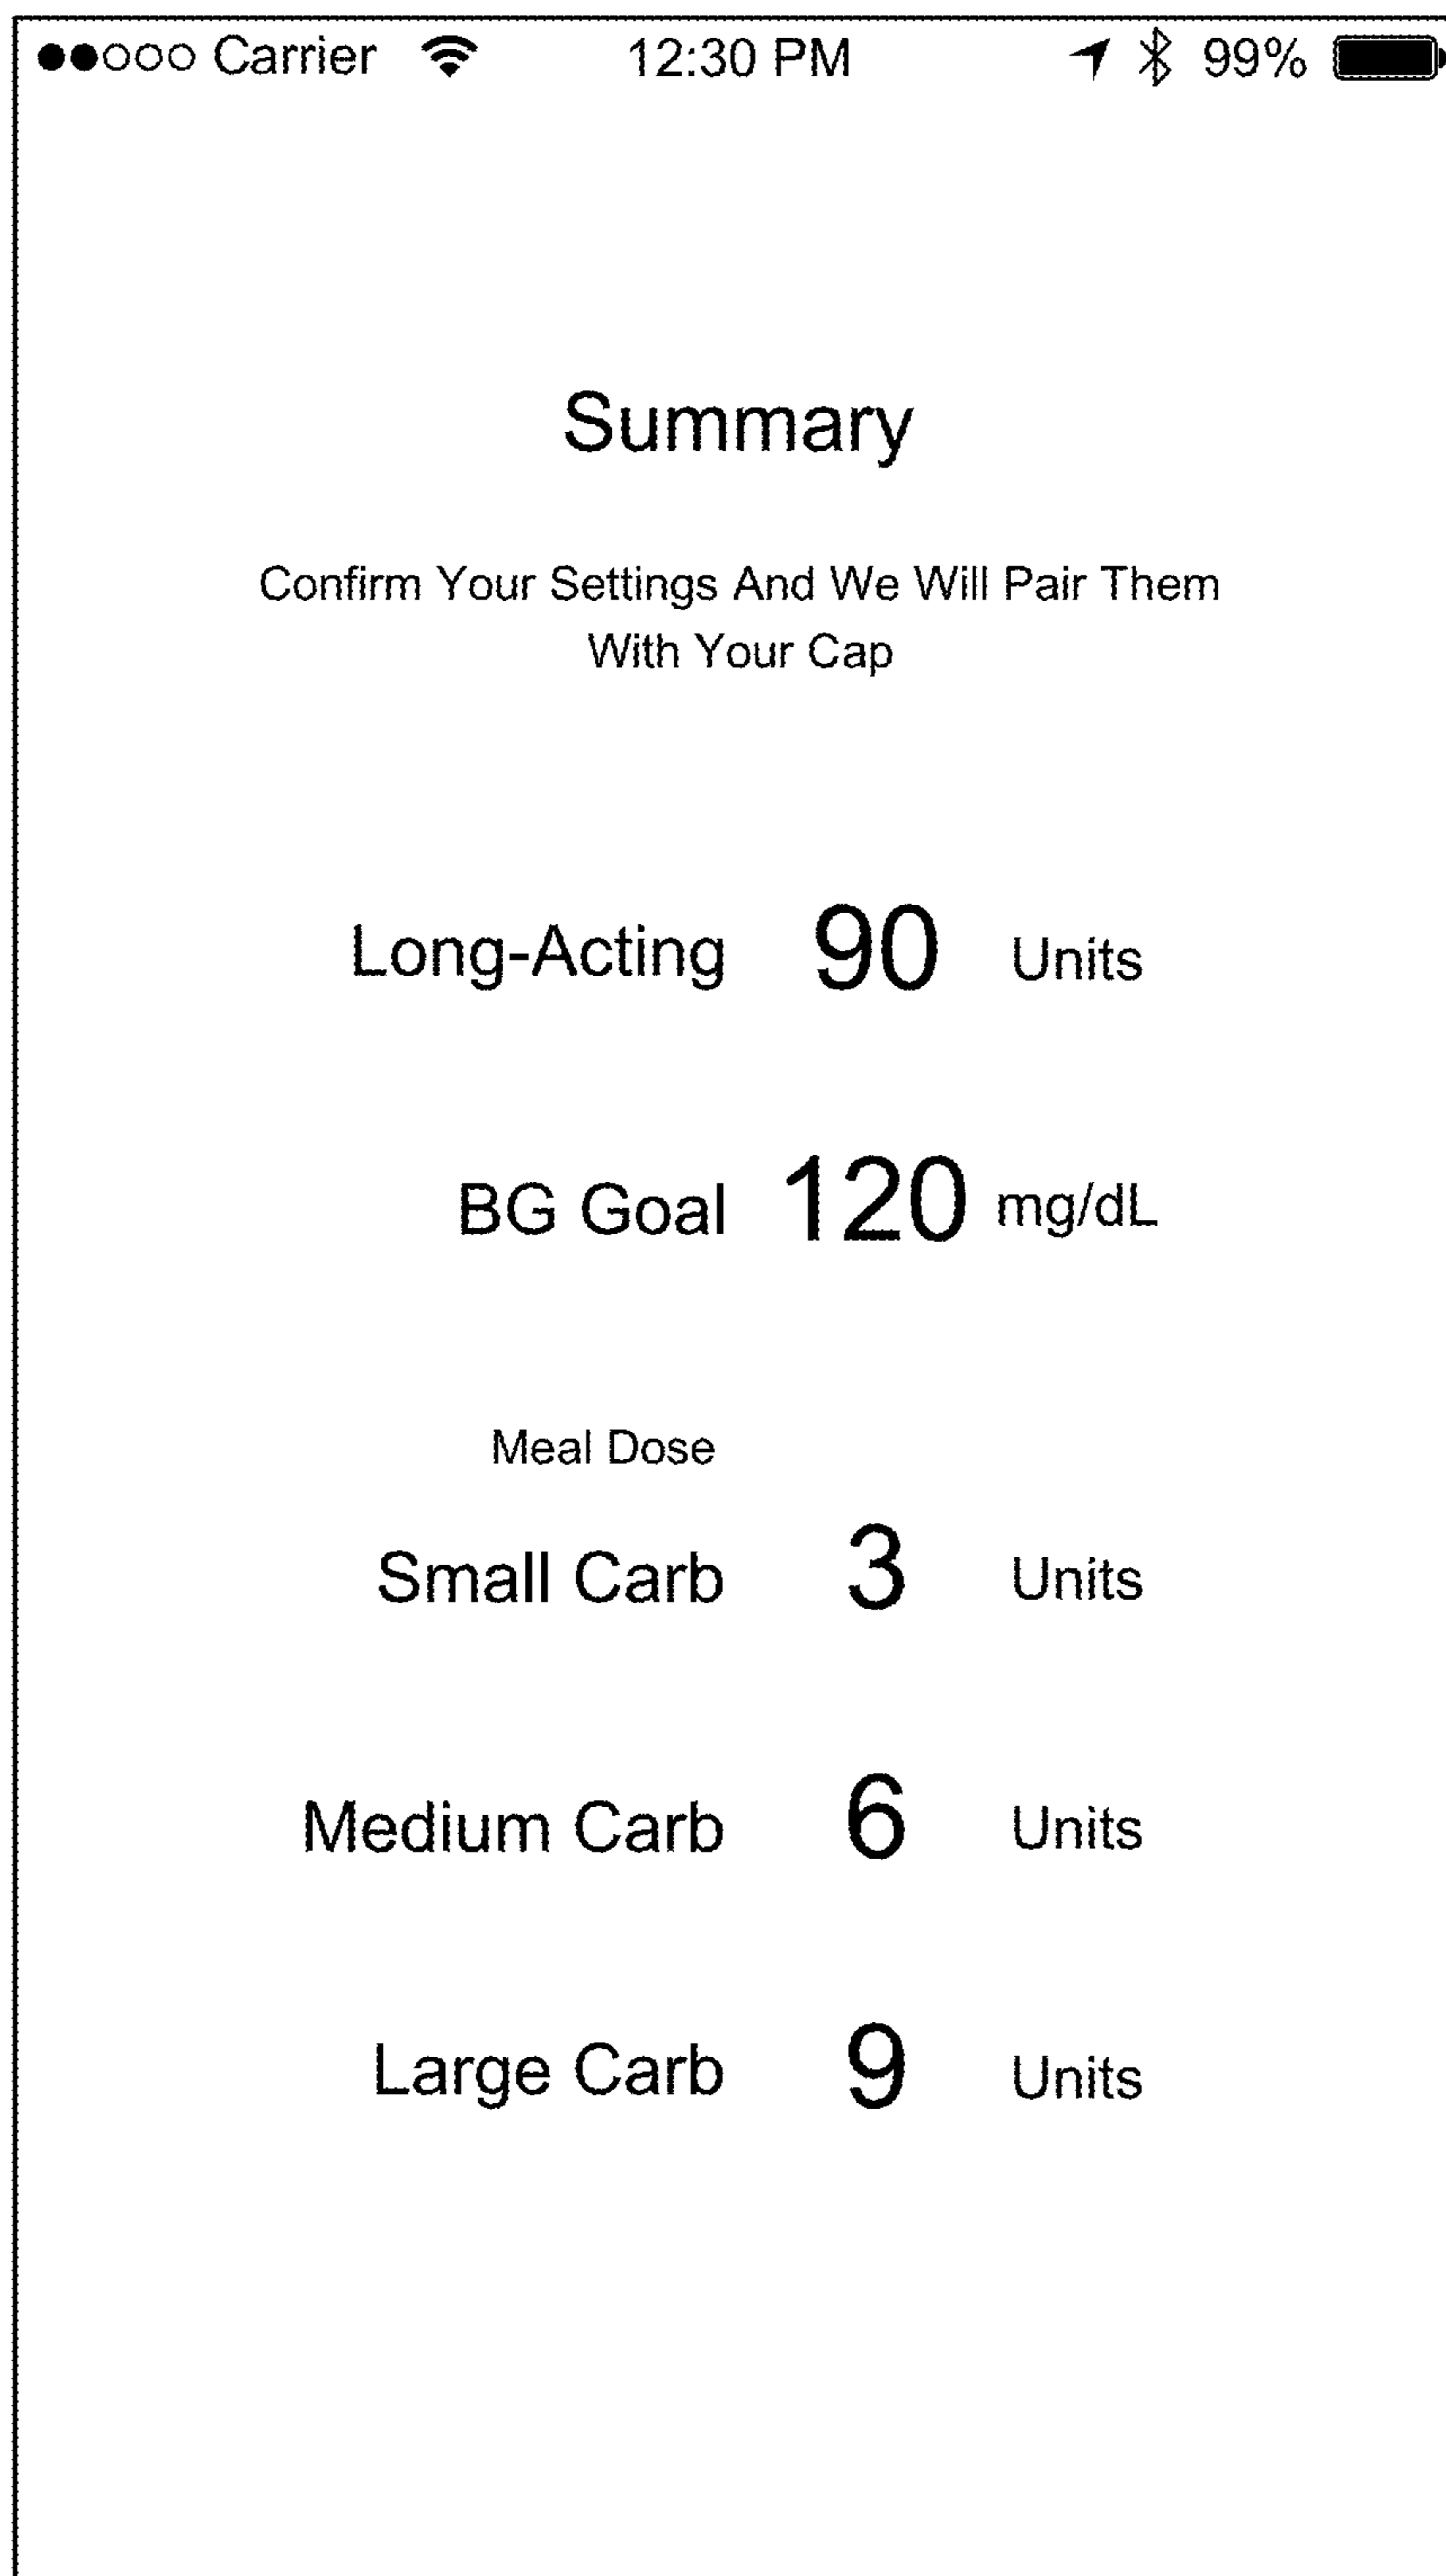 Carrier 12:30 PM 99%
Summary
Confirm Your Settings And We Will Pair Them
With Your Cap
Long-Acting 90 Units
BG Goal 120 mg/dL
Meal Dose
Small Carb 3 Units
Medium Carb 6 Units
Large Carb 9 Units